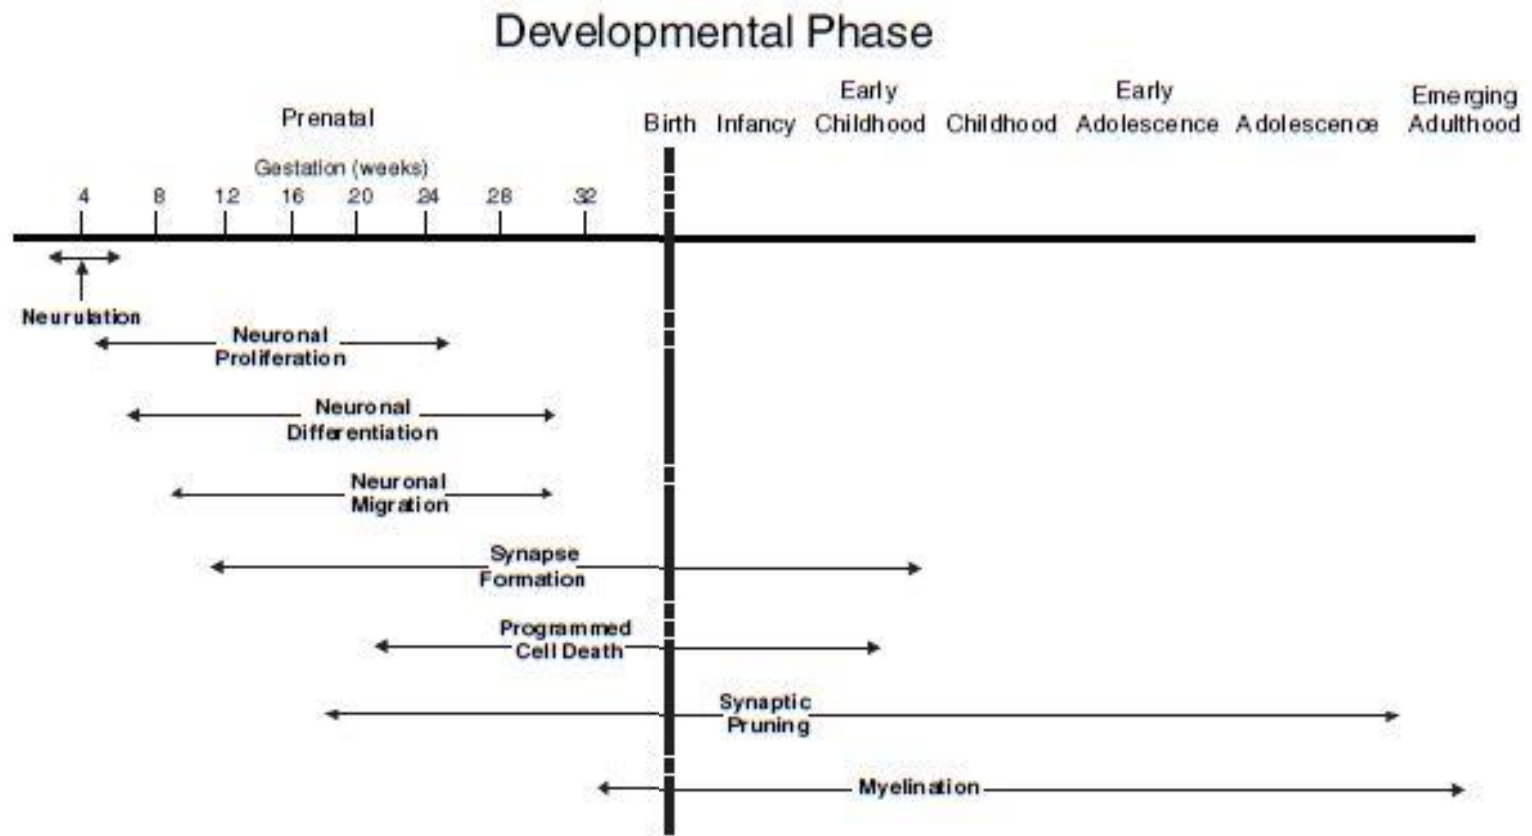 Developmental Phase
Prenatal
Birth
Infancy
Early
Childhood
Childhood
Early
Adolescence
Adolescence
Emerging
Adulthood
Gestation (weeks)
4 8 12 16 20 24 28 32
Neurulation
Neuronal
Proliferation
Neuronal
Differentiation
Neuronal
Migration
Synapse
Formation
Programmed
Cell Death
Synaptic
Pruning
Myelination